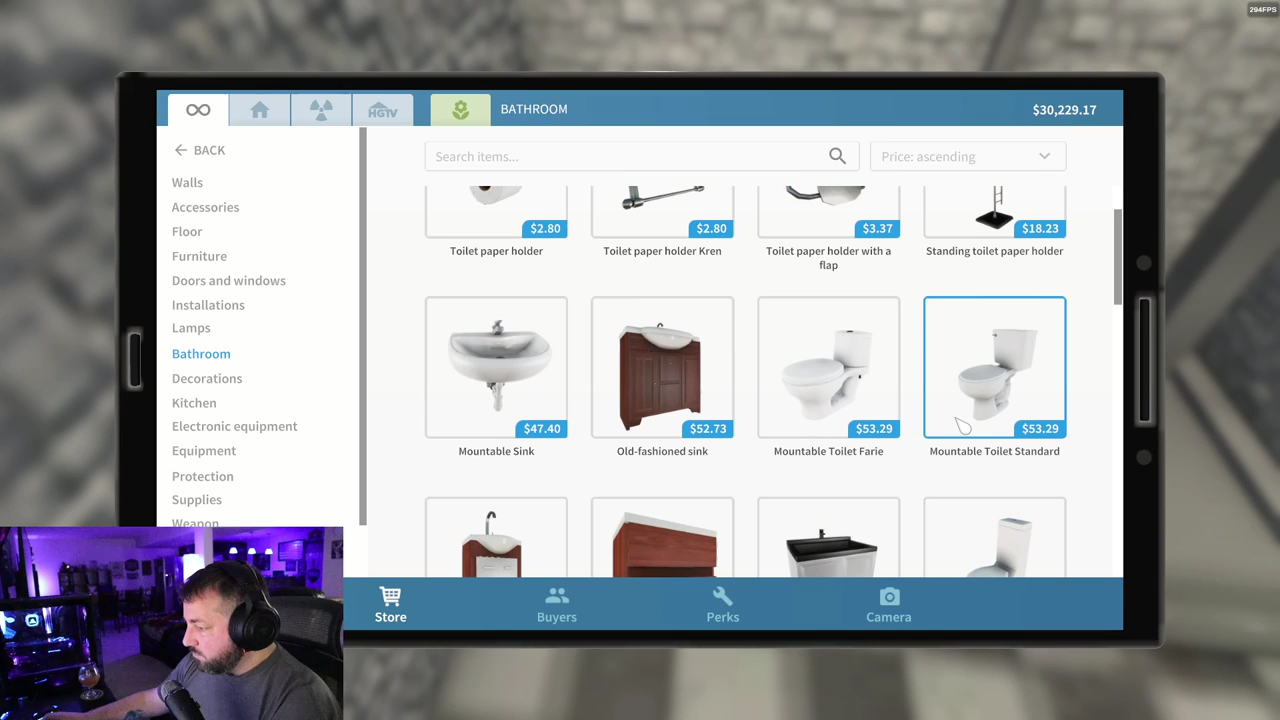 294FPS
HGTV
BATHROOM
$30,229.17
BACK
Search items...
Price: ascending
Walls
Accessories
Floor
Furniture
Doors and windows
Installations
Lamps
Bathroom
Decorations
Kitchen
Electronic equipment
Equipment
Protection
Supplies
Weapon
$2.80
$2.80
$3.37
$18.23
Toilet paper holder
Toilet paper holder Kren
Toilet paper holder with a
flap
Standing toilet paper holder
$47.40
$52.73
$53.29
$53.29
Mountable Sink
Old-fashioned sink
Mountable Toilet Farie
Mountable Toilet Standard
Store
Buyers
Perks
Camera